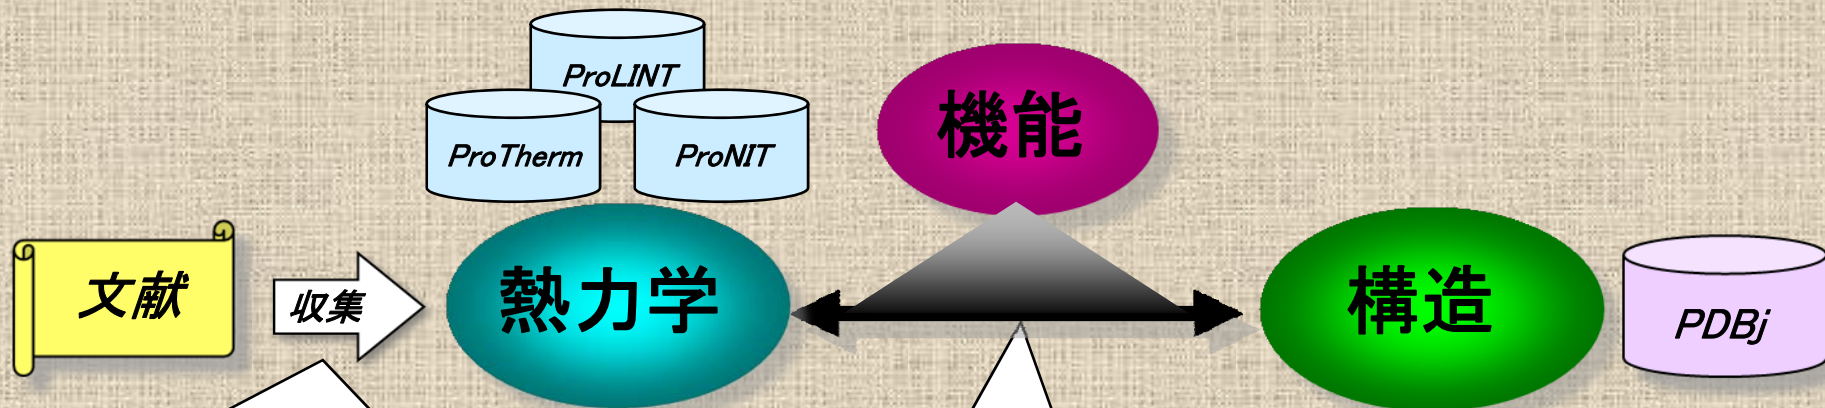 ProLINT
ProTherm
ProNIT
機能
文献
収集
熱力学
構造
PDBj